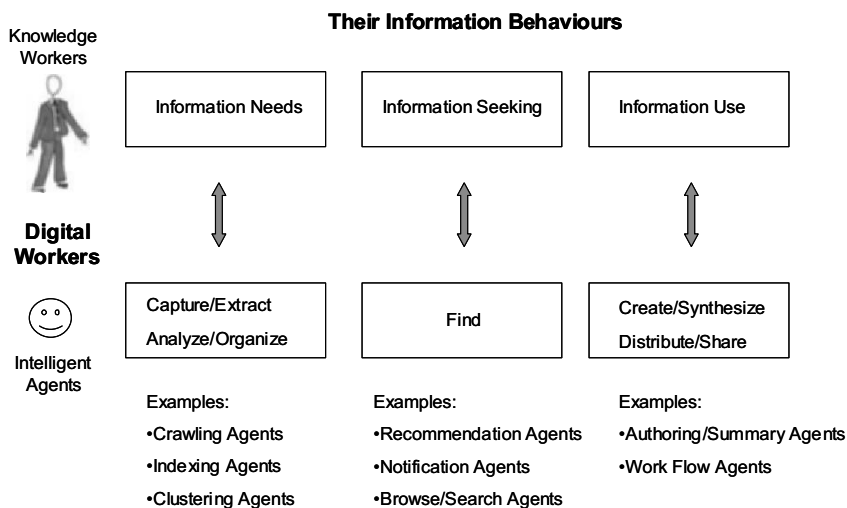 Their Information Behaviours
Knowledge
Workers
Information Needs
Information Seeking
Information Use
Digital
Workers
Capture/Extract
Analyze/Organize
Find
Create/Synthesize
Distribute/Share
Intelligent
Agents
Examples:
•Crawling Agents
•Indexing Agents
•Clustering Agents
Examples:
•Recommendation Agents
•Notification Agents
•Browse/Search Agents
Examples:
•Authoring/Summary Agents
•Work Flow Agents